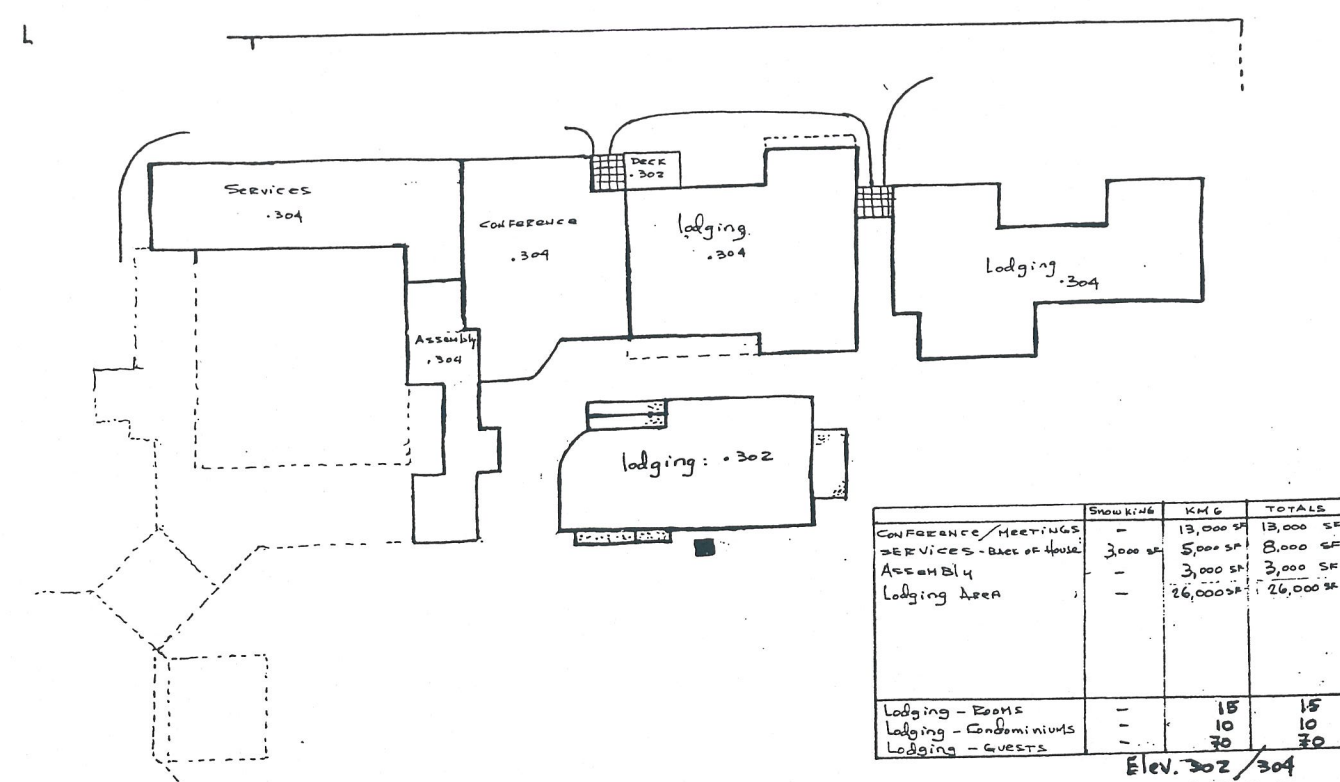 L
Services
.304
Conference
.304
Deck
.302
lodging
.304
Lodging
.304
Assembly
.304
lodging: .302
Snow King KMG TOTALS
Conference/Meetings - 13,000 SF 13,000 SF
Services - Back of House 3,000 SF 5,000 SF 8,000 SF
Assembly - 3,000 SF 3,000 SF
Lodging Area - 26,000 SF 26,000 SF
Lodging - Rooms - 15 15
Lodging - Condominiums - 10 10
Lodging - Guests - 70 70
Elev. 302/304